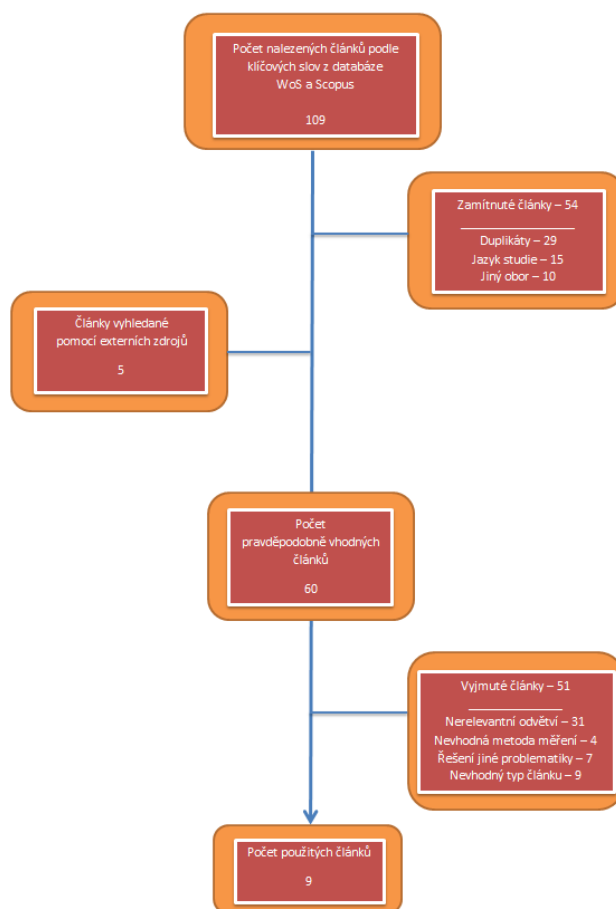 Počet nalezených článků podle
klíčových slov z databáze
WoS a Scopus
109
Zamítnuté články – 54
Duplikáty – 29
Jazyk studie – 15
Jiný obor – 10
Články vyhledané
pomocí externích zdrojů
5
Počet
pravděpodobně vhodných
článků
60
Vyjmuté články – 51
Nerelevantní odvětví – 31
Nevhodná metoda měření – 4
Řešení jiné problematiky – 7
Nevhodný typ článku – 9
Počet použitých článků
9